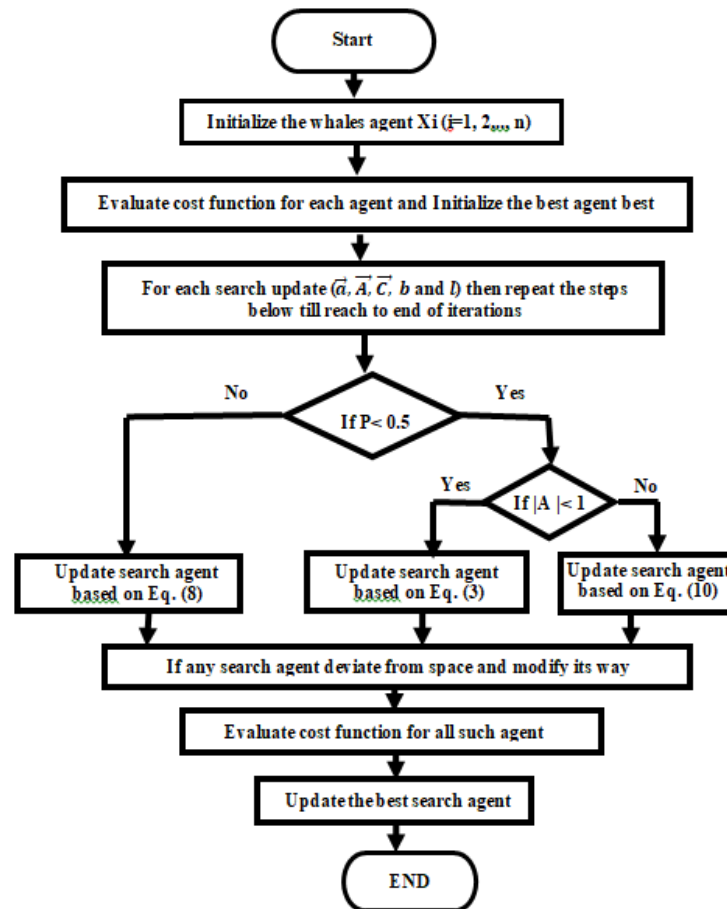 Start
Initialize the whales agent Xi (i=1, 2,.., n)
Evaluate cost function for each agent and Initialize the best agent best
For each search update (a⃗, A⃗, C⃗, b and l) then repeat the steps
below till reach to end of iterations
No
Yes
If P< 0.5
Yes
No
If |A |< 1
Update search agent
based on Eq. (8)
Update search agent
based on Eq. (3)
Update search agent
based on Eq. (10)
If any search agent deviate from space and modify its way
Evaluate cost function for all such agent
Update the best search agent
END